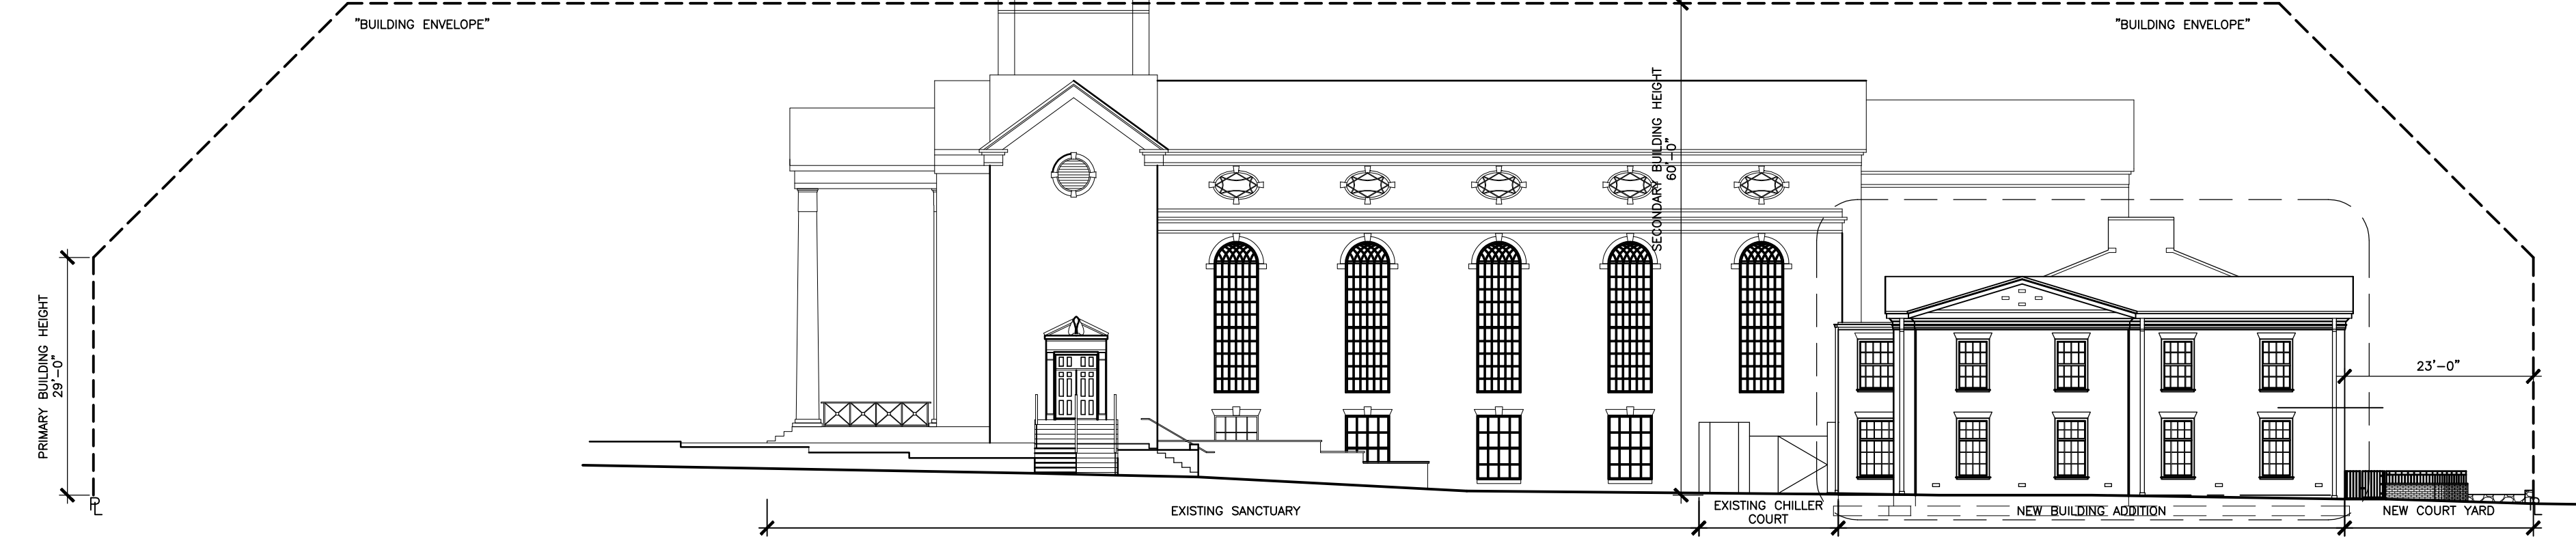 "BUILDING ENVELOPE"
"BUILDING ENVELOPE"
SECONDARY BUILDING HEIGHT
60'-0"
PRIMARY BUILDING HEIGHT
29'-0"
23'-0"
PL
EXISTING SANCTUARY
EXISTING CHILLER
COURT
NEW BUILDING ADDITION
NEW COURT YARD